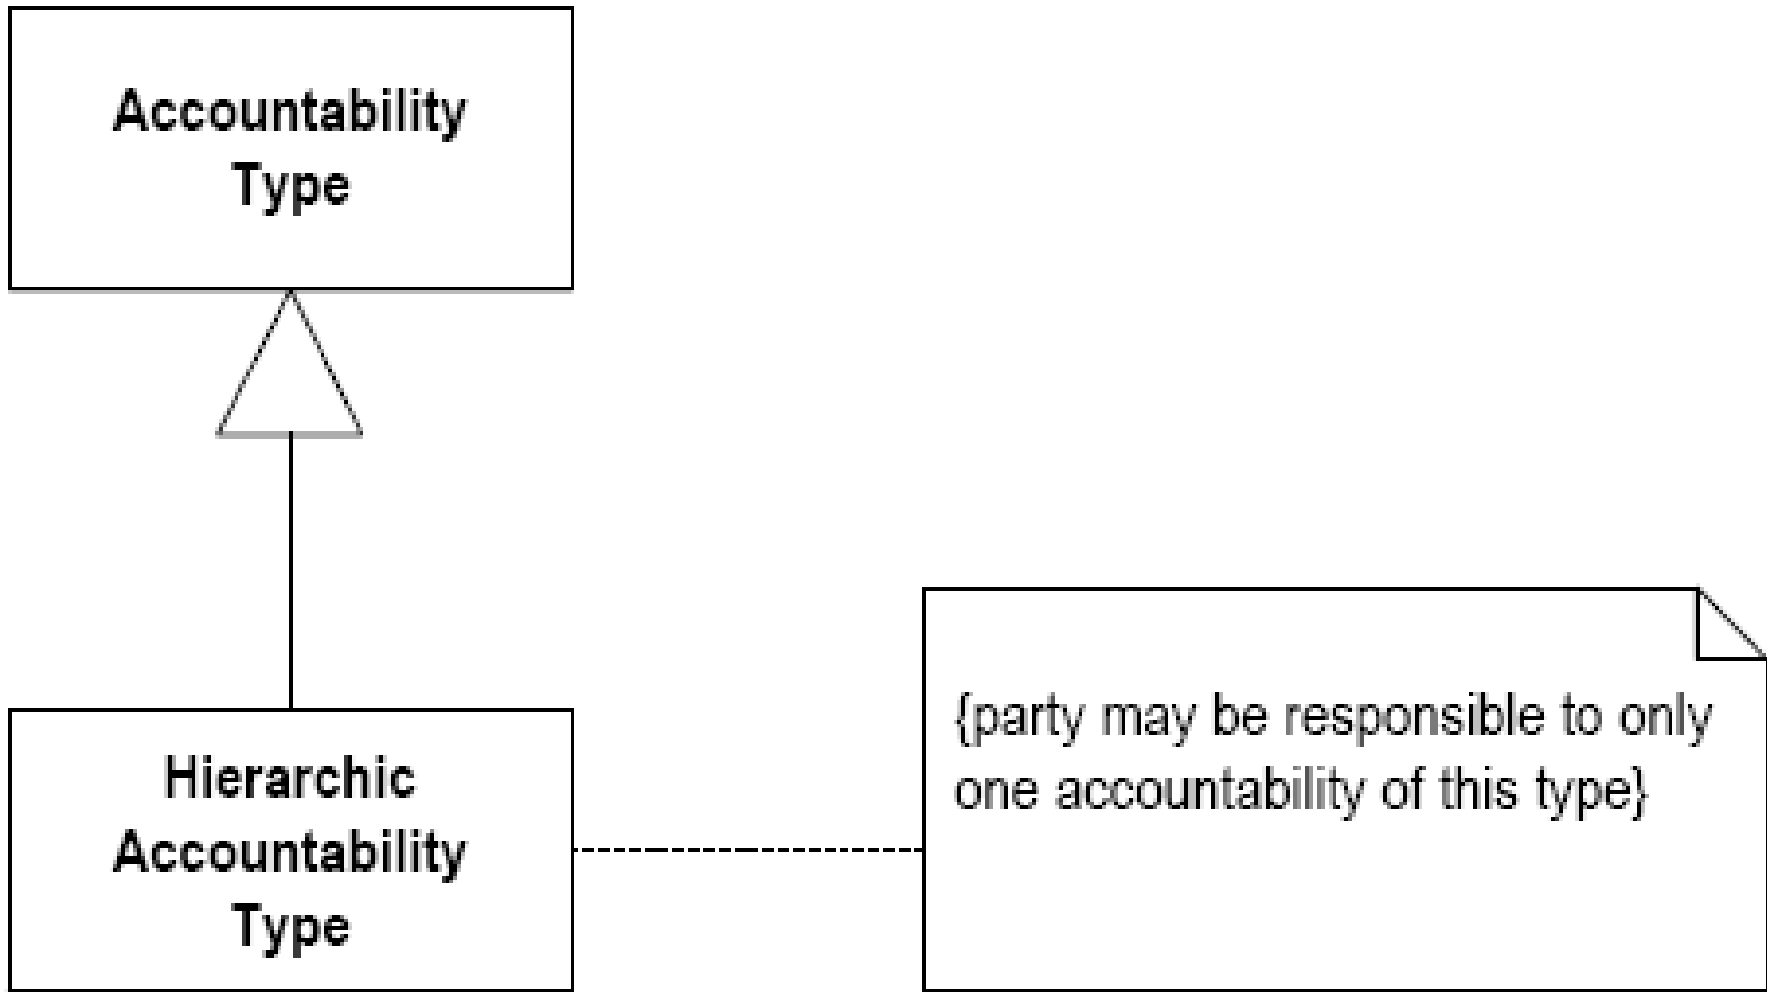 Accountability
Type
Hierarchic
Accountability
Type
{party may be responsible to only
one accountability of this type}